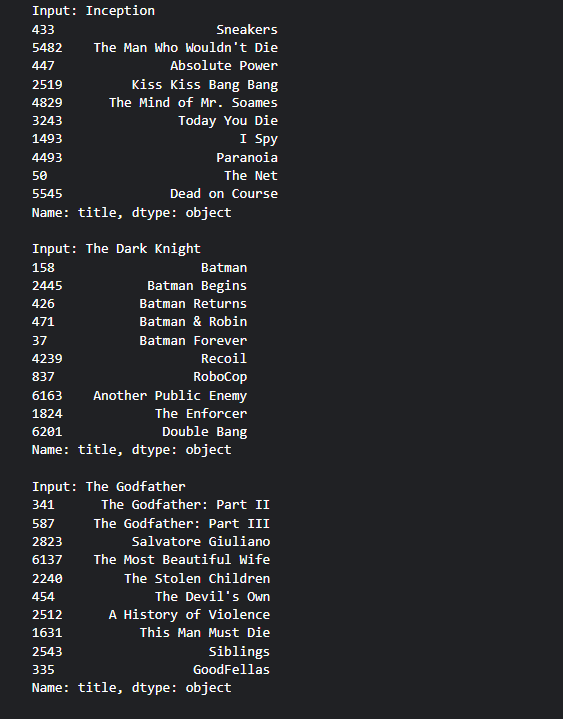 Input: Inception
433 Sneakers
5482 The Man Who Wouldn't Die
447 Absolute Power
2519 Kiss Kiss Bang Bang
4829 The Mind of Mr. Soames
3243 Today You Die
1493 I Spy
4493 Paranoia
50 The Net
5545 Dead on Course
Name: title, dtype: object
Input: The Dark Knight
158 Batman
2445 Batman Begins
426 Batman Returns
471 Batman & Robin
37 Batman Forever
4239 Recoil
837 RoboCop
6163 Another Public Enemy
1824 The Enforcer
6201 Double Bang
Name: title, dtype: object
Input: The Godfather
341 The Godfather: Part II
587 The Godfather: Part III
2823 Salvatore Giuliano
6137 The Most Beautiful Wife
2240 The Stolen Children
454 The Devil's Own
2512 A History of Violence
1631 This Man Must Die
2543 Siblings
335 GoodFellas
Name: title, dtype: object